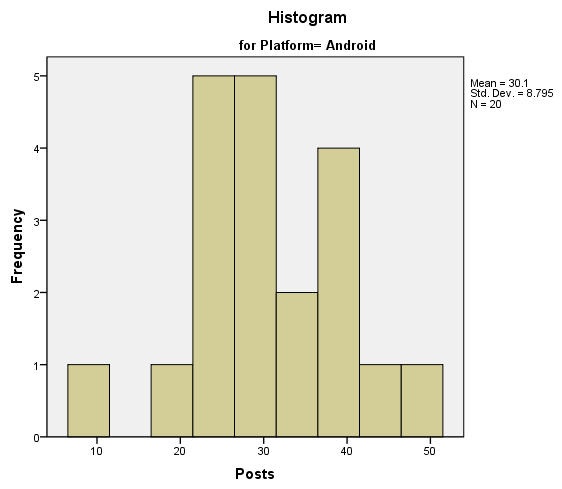 Histogram
for Platform= Android
Mean = 30.1
Std. Dev. = 8.795
N = 20
Frequency
5
4
3
2
1
0
10 20 30 40 50
Posts